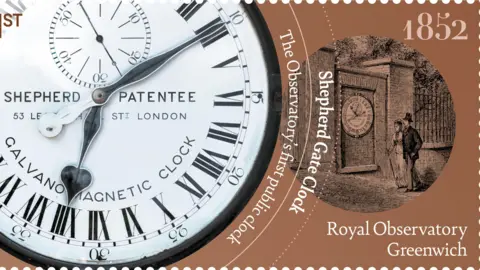 1ST
SHEPHERD PATENTEE
53 LE ST. LONDON
GALVANO-MAGNETIC CLOCK
The Observatory's first public clock
Shepherd Gate Clock
1852
Royal Observatory
Greenwich